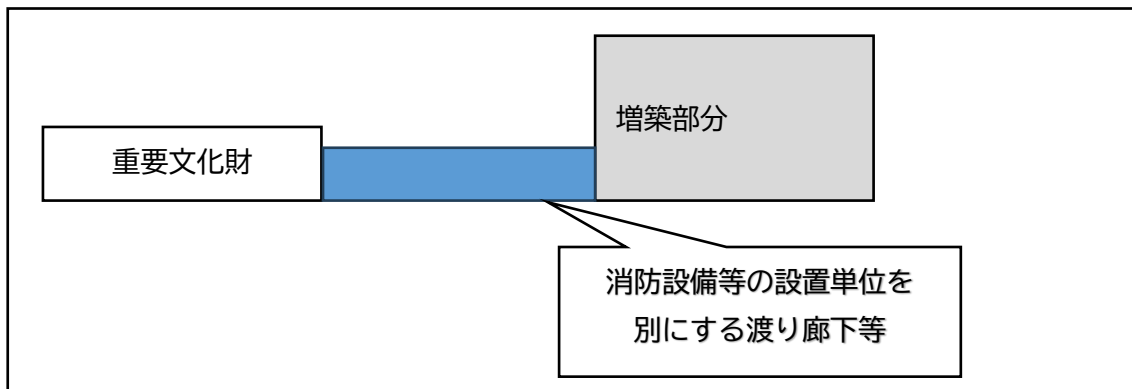 増築部分
重要文化財
消防設備等の設置単位を
別にする渡り廊下等